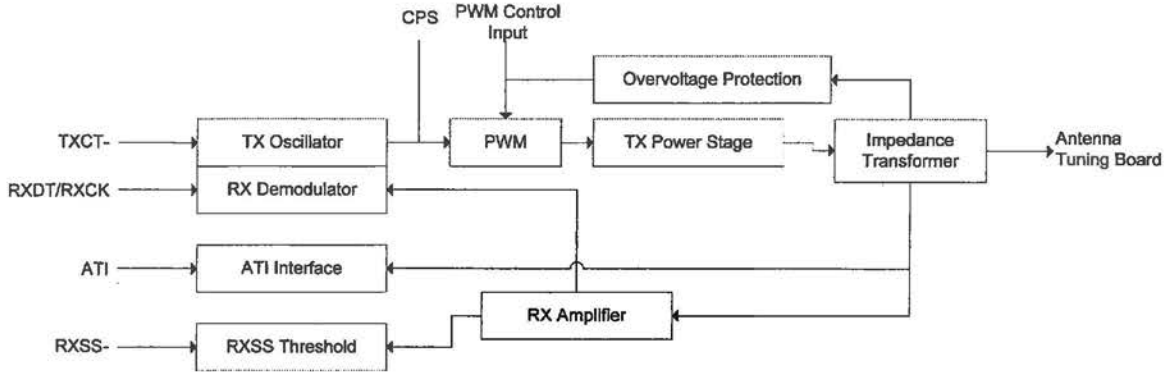 CPS
PWM Control
Input
Overvoltage Protection
TXCT-
TX Oscillator
PWM
TX Power Stage
Impedance
Transformer
Antenna
Tuning Board
RXDT/RXCK
RX Demodulator
ATI
ATI Interface
RX Amplifier
RXSS-
RXSS Threshold